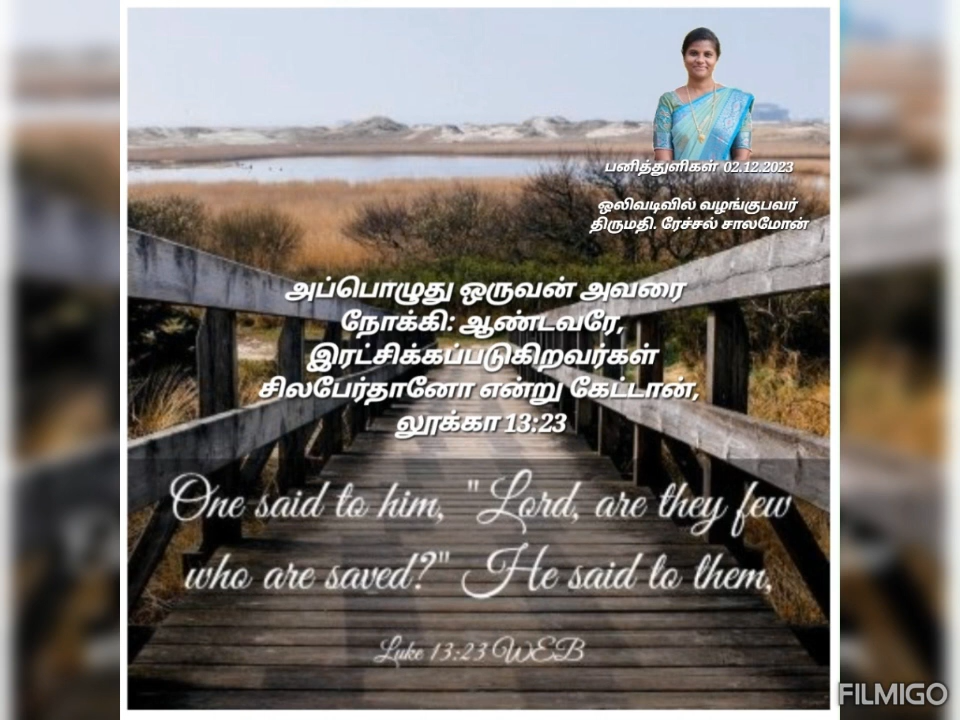 பனித்துளிகள் 02.12.2023
ஒலிவடிவில் வழங்குபவர்
திருமதி. ரேச்சல் சாலமோன்
அப்பொழுது ஒருவன் அவரை
நோக்கி: ஆண்டவரே,
இரட்சிக்கப்படுகிறவர்கள்
சிலபேர்தானோ என்று கேட்டான்,
லூக்கா 13:23
One said to him, "Lord, are they few
who are saved?" He said to them,
Luke 13:23 WEB
FILMIGO